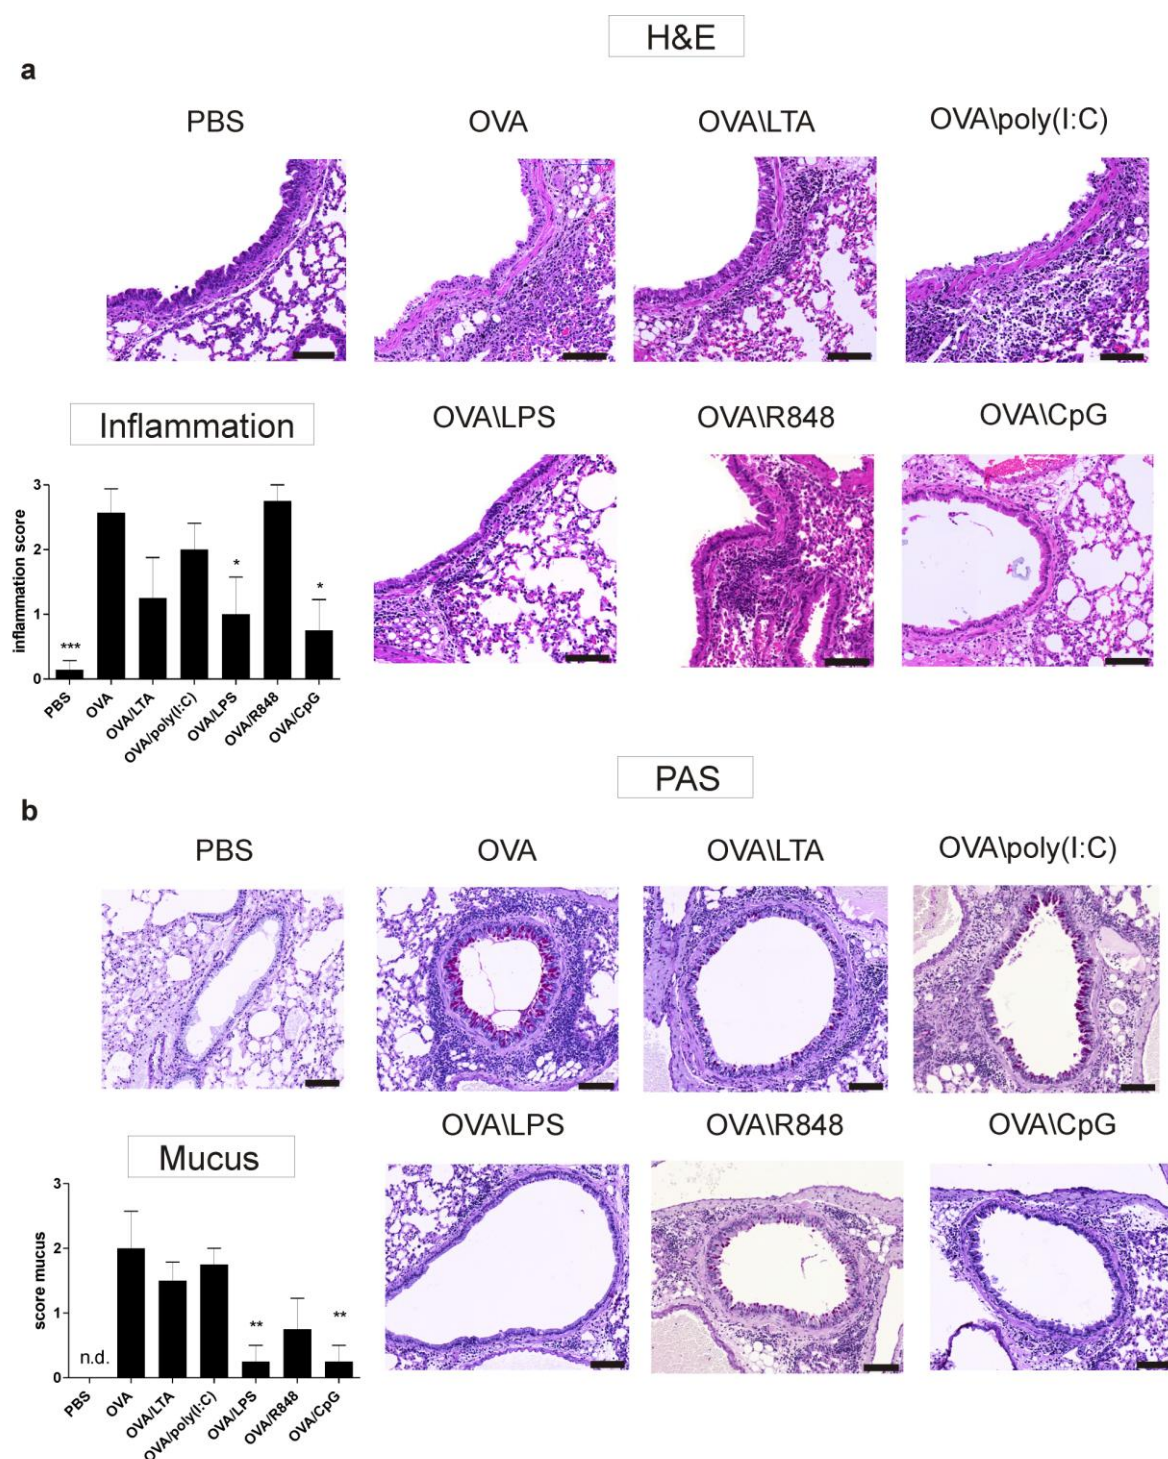 H&E
a
PBS
OVA
OVA\LTA
OVA\poly(I:C)
Inflammation
OVA\LPS
OVA\R848
OVA\CpG
inflammation score
3
2
1
0
***
*
*
PBS
OVA
OVA/LTA
OVA/poly(I:C)
OVA/LPS
OVA/R848
OVA/CpG
PAS
b
PBS
OVA
OVA\LTA
OVA\poly(I:C)
Mucus
OVA\LPS
OVA\R848
OVA\CpG
score mucus
3
2
1
0
n.d.
**
**
PBS
OVA
OVA/LTA
OVA/poly(I:C)
OVA/LPS
OVA/R848
OVA/CpG